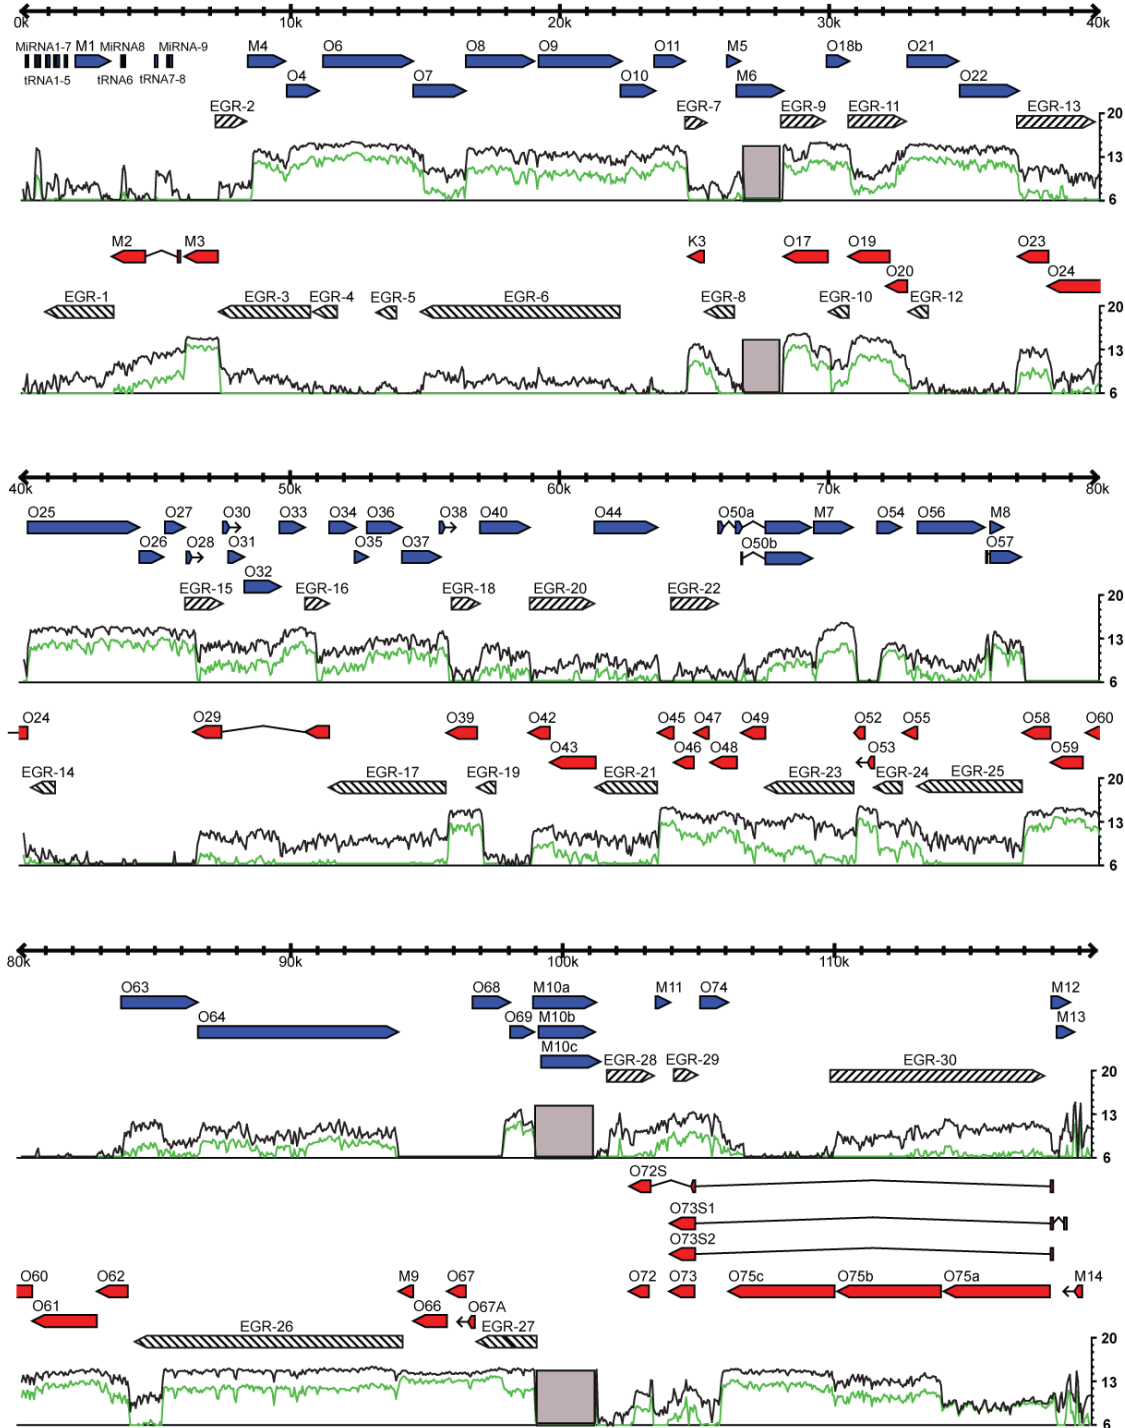 0k 10k 20k 30k 40k
MiRNA1-7 M1 MiRNA8 MiRNA-9 M4 O6 O8 O9 O11 M5 O18b O21
tRNA1-5 tRNA6 tRNA7-8 O4 O7 O10 M6 O22
EGR-2 EGR-7 EGR-9 EGR-11 EGR-13
20
13
6
M2 M3 K3 O17 O19 O23
O20 O24
EGR-1 EGR-3 EGR-4 EGR-5 EGR-6 EGR-8 EGR-10 EGR-12
20
13
6
40k 50k 60k 70k 80k
O25 O27 O30 O33 O34 O36 O38 O40 O44 O50a M7 O54 O56 M8
O26 O28 O31 O35 O37 O50b O57
O32
EGR-15 EGR-16 EGR-18 EGR-20 EGR-22
20
13
6
O24 O29 O39 O42 O45 O47 O49 O52 O55 O58 O60
O43 O46 O48 O53 O59
EGR-14 EGR-17 EGR-19 EGR-21 EGR-23 EGR-24 EGR-25
20
13
6
80k 90k 100k 110k
O63 O68 M10a M11 O74 M12
O64 O69 M10b M13
M10c
EGR-28 EGR-29 EGR-30
20
13
6
O72S
O73S1
O73S2
O60 O62 M9 O67 O72 O73 O75c O75b O75a M14
O61 O66 O67A
EGR-26 EGR-27
20
13
6